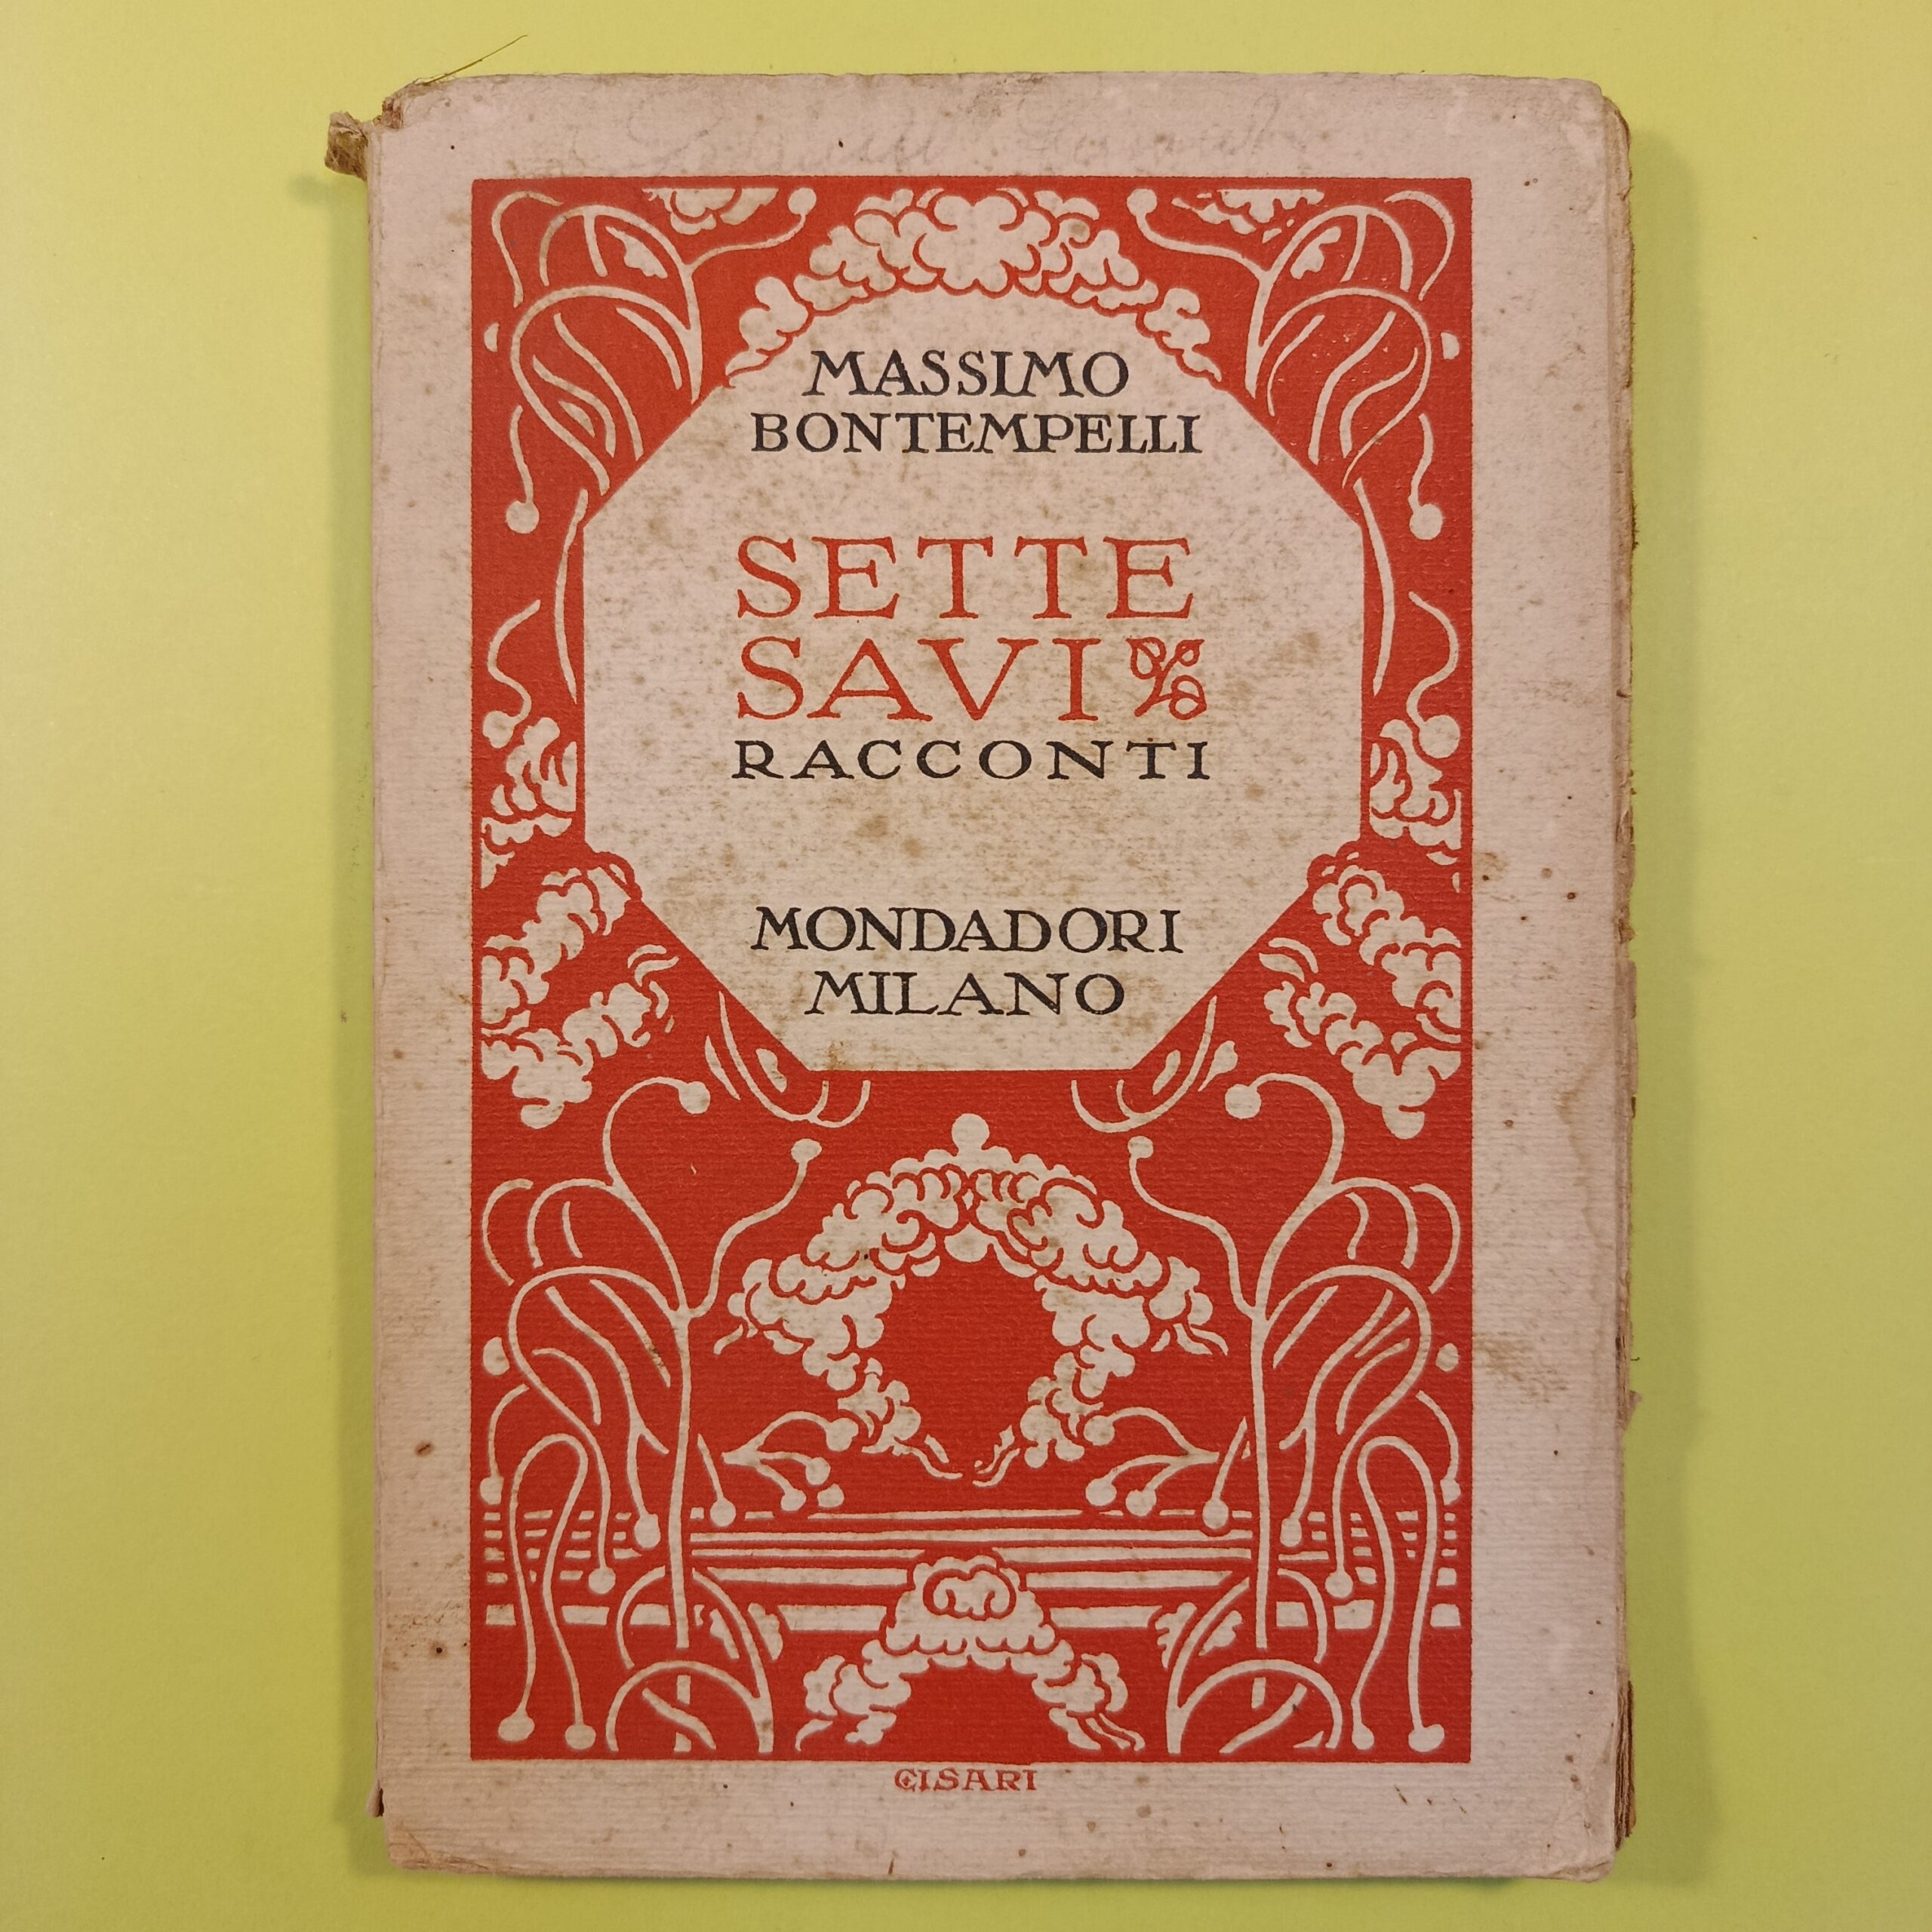 MASSIMO
BONTEMPELLI
SETTE
SAVI
RACCONTI
MONDADORI
MILANO
CISARI